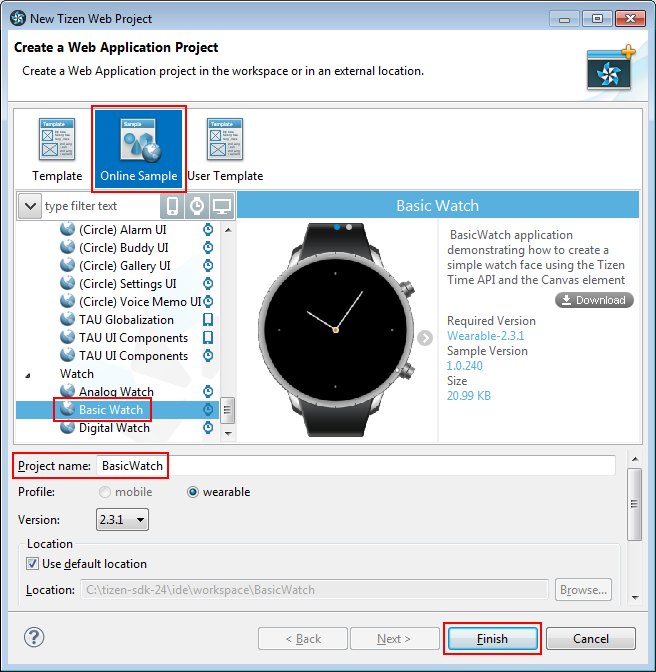 New Tizen Web Project
Create a Web Application Project
Create a Web Application project in the workspace or in an external location.
Template
Online Sample
User Template
type filter text
(Circle) Alarm UI
(Circle) Buddy UI
(Circle) Gallery UI
(Circle) Settings UI
(Circle) Voice Memo UI
TAU Globalization
TAU UI Components
TAU UI Components
Watch
Analog Watch
Basic Watch
Digital Watch
Basic Watch
BasicWatch application
demonstrating how to create a
simple watch face using the Tizen
Time API and the Canvas element
Download
Required Version
Wearable-2.3.1
Sample Version
1.0.240
Size
20.99 KB
Project name: BasicWatch
Profile: mobile wearable
Version: 2.3.1
Location
Use default location
Location: C:\tizen-sdk-24\ide\workspace\BasicWatch Browse...
? < Back Next > Finish Cancel